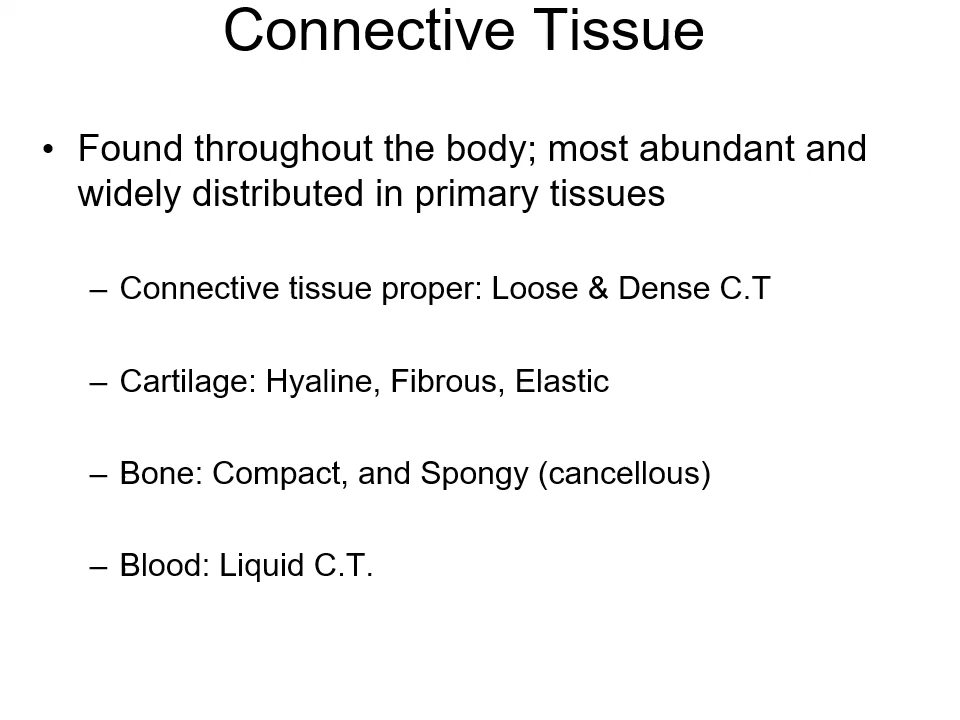 Connective Tissue
• Found throughout the body; most abundant and
widely distributed in primary tissues
– Connective tissue proper: Loose & Dense C.T
– Cartilage: Hyaline, Fibrous, Elastic
– Bone: Compact, and Spongy (cancellous)
– Blood: Liquid C.T.